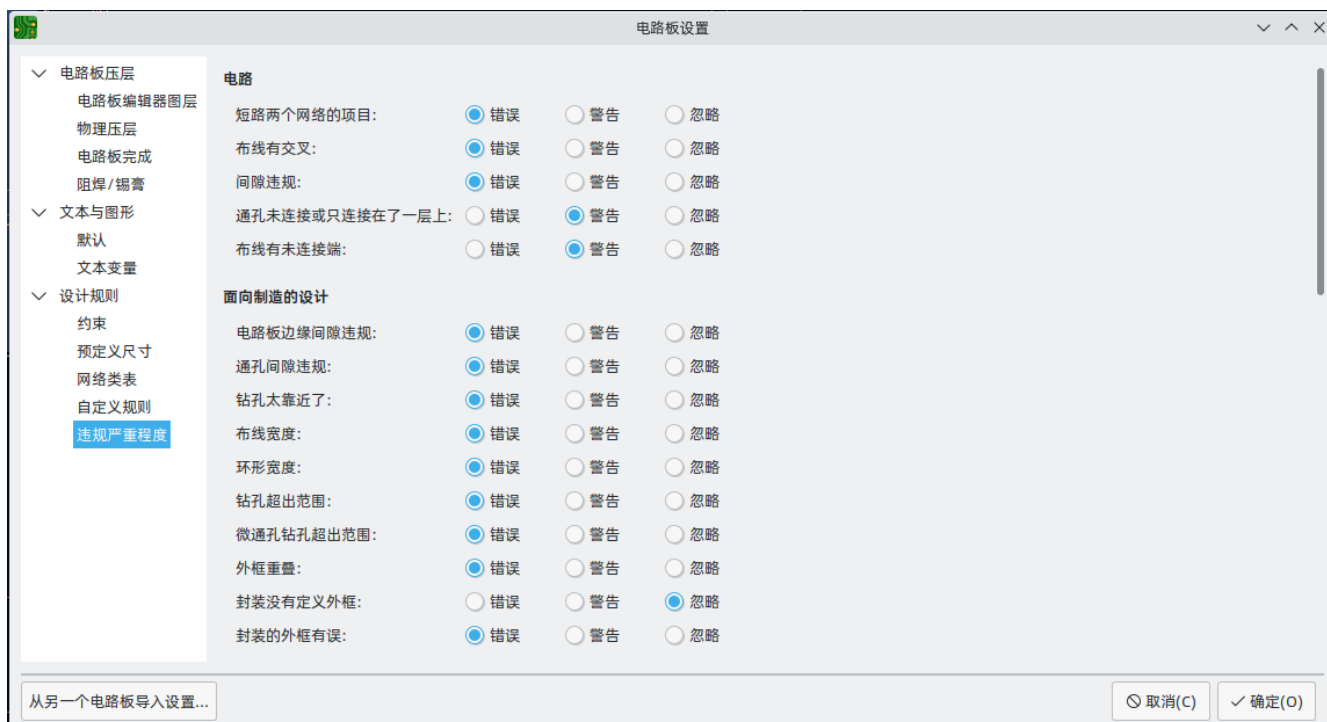 电路板设置
电路板压层
电路板编辑器图层
物理压层
电路板完成
阻焊/锡膏
文本与图形
默认
文本变量
设计规则
约束
预定义尺寸
网络类表
自定义规则
违规严重程度
电路
短路两个网络的项目: 错误 警告 忽略
布线有交叉: 错误 警告 忽略
间隙违规: 错误 警告 忽略
通孔未连接或只连接在了一层上: 错误 警告 忽略
布线有未连接端: 错误 警告 忽略
面向制造的设计
电路板边缘间隙违规: 错误 警告 忽略
通孔间隙违规: 错误 警告 忽略
钻孔太靠近了: 错误 警告 忽略
布线宽度: 错误 警告 忽略
环形宽度: 错误 警告 忽略
钻孔超出范围: 错误 警告 忽略
微通孔钻孔超出范围: 错误 警告 忽略
外框重叠: 错误 警告 忽略
封装没有定义外框: 错误 警告 忽略
封装的外框有误: 错误 警告 忽略
从另一个电路板导入设置... 取消(C) 确定(O)